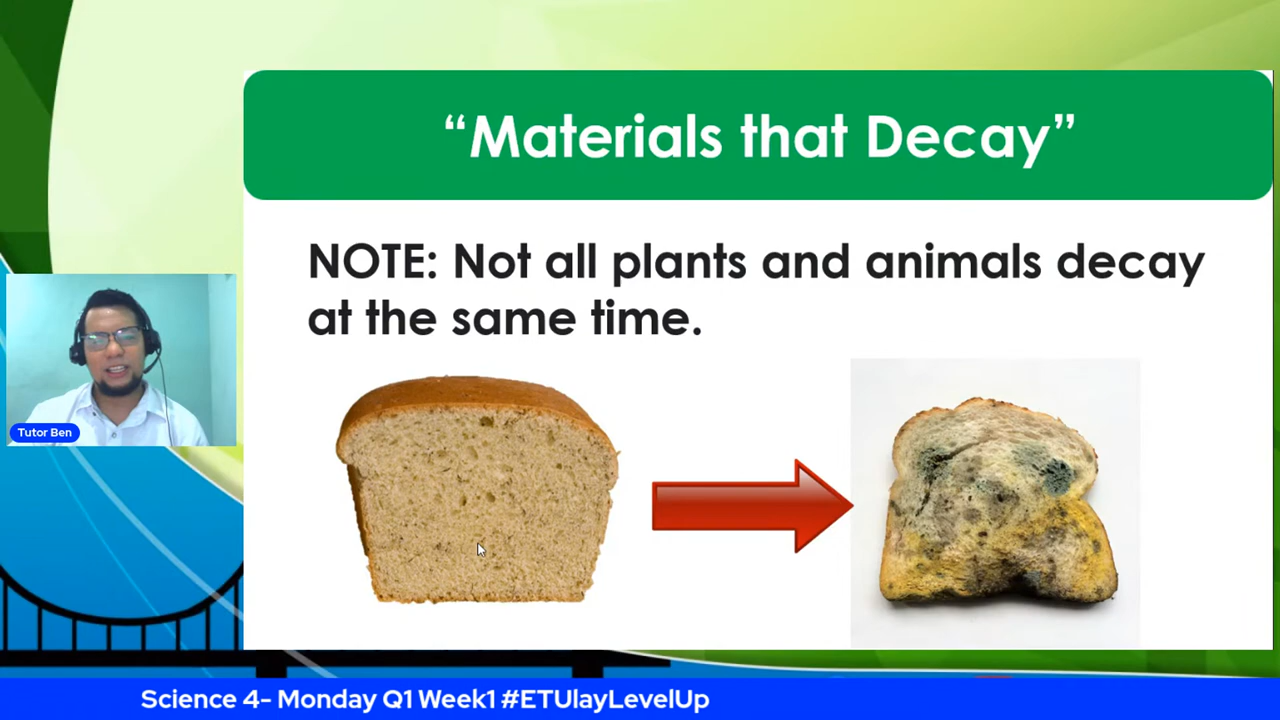 “Materials that Decay”
NOTE: Not all plants and animals decay
at the same time.
Tutor Ben
Science 4- Monday Q1 Week1 #ETUlayLevelUp